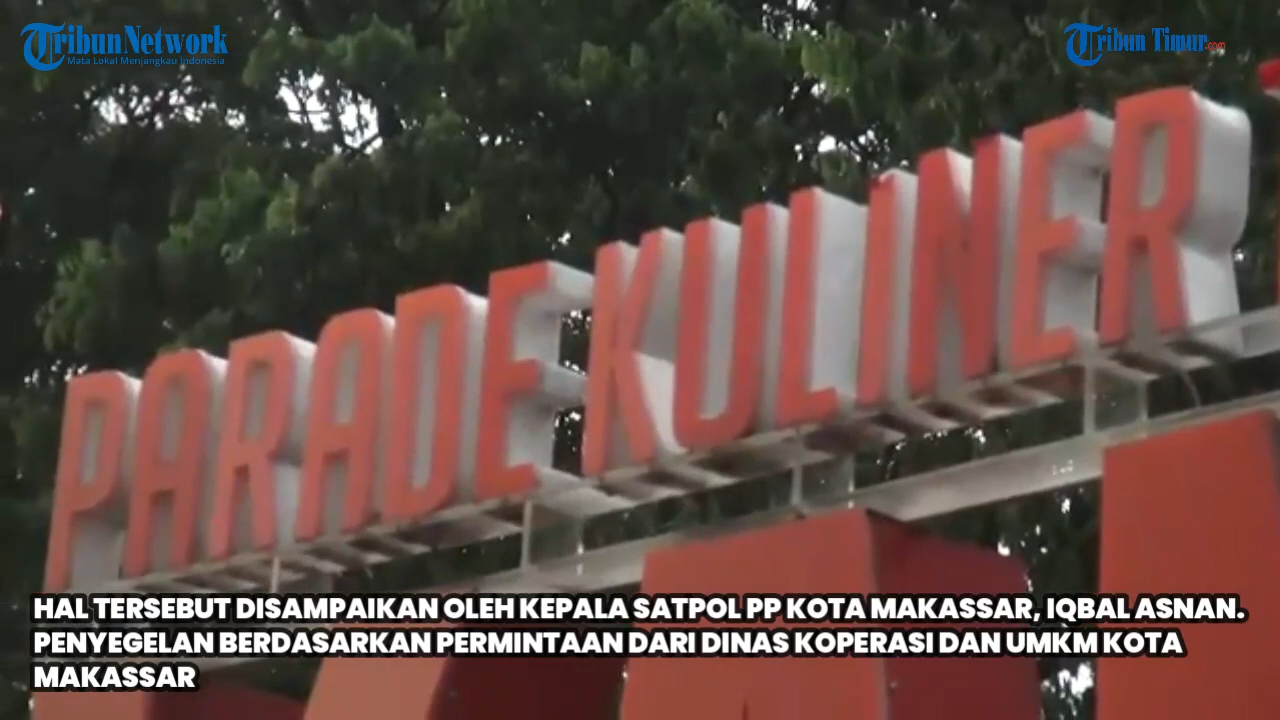 TribunNetwork
Mata Lokal Menjangkau Indonesia
Tribun Timur.com
PARADE KULINER
HAL TERSEBUT DISAMPAIKAN OLEH KEPALA SATPOL PP KOTA MAKASSAR, IQBAL ASNAN.
PENYEGELAN BERDASARKAN PERMINTAAN DARI DINAS KOPERASI DAN UMKM KOTA
MAKASSAR